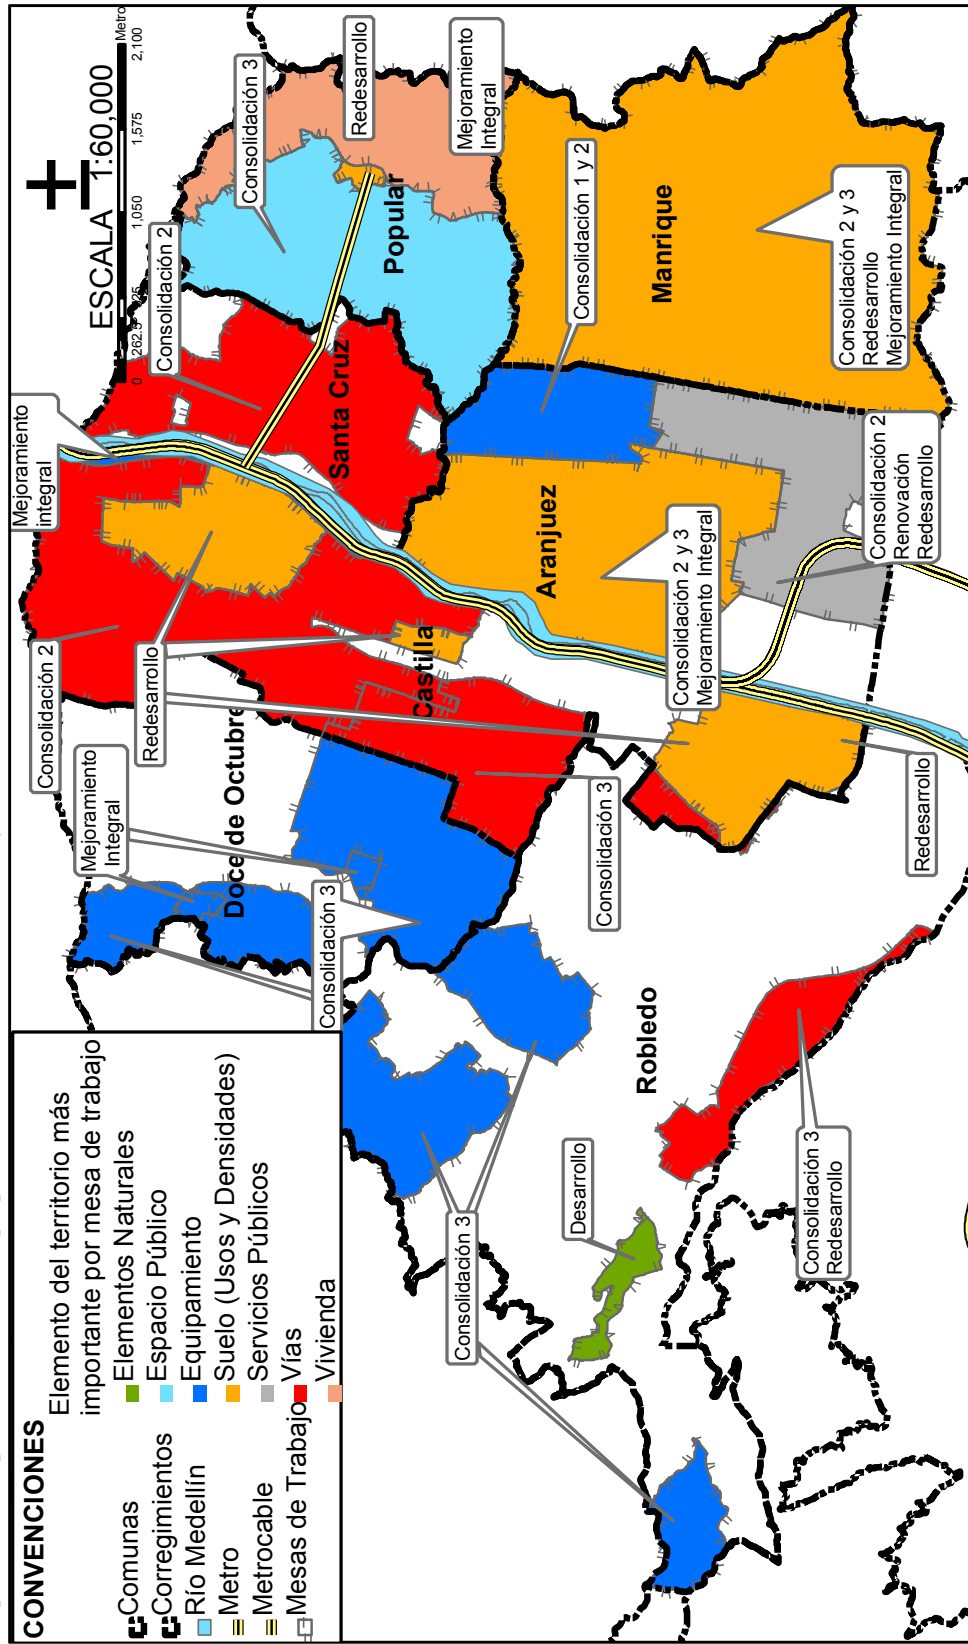 CONVENCIONES
Elemento del territorio más
importante por mesa de trabajo
Comunas
Corregimientos
Río Medellín
Metro
Metrocable
Mesas de Trabajo
Elementos Naturales
Espacio Público
Equipamiento
Suelo (Usos y Densidades)
Servicios Públicos
Vías
Vivienda
ESCALA 1:60,000
0
262.5
525
1,050
1,575
2,100
Metro
Mejoramiento
integral
Consolidación 2
Consolidación 3
Redesarrollo
Mejoramiento
Integral
Popular
Santa Cruz
Consolidación 1 y 2
Manrique
Consolidación 2 y 3
Redesarrollo
Mejoramiento Integral
Aranjuez
Consolidación 2 y 3
Mejoramiento Integral
Consolidación 2
Renovación
Redesarrollo
Consolidación 2
Redesarrollo
Castilla
Mejoramiento
Integral
Doce de Octubre
Consolidación 3
Consolidación 3
Redesarrollo
Robledo
Consolidación 3
Desarrollo
Consolidación 3
Redesarrollo